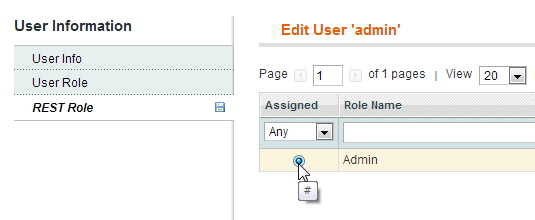 User Information
User Info
User Role
REST Role
Edit User 'admin'
Page 1 of 1 pages | View 20
Assigned Role Name
Any
Admin
#